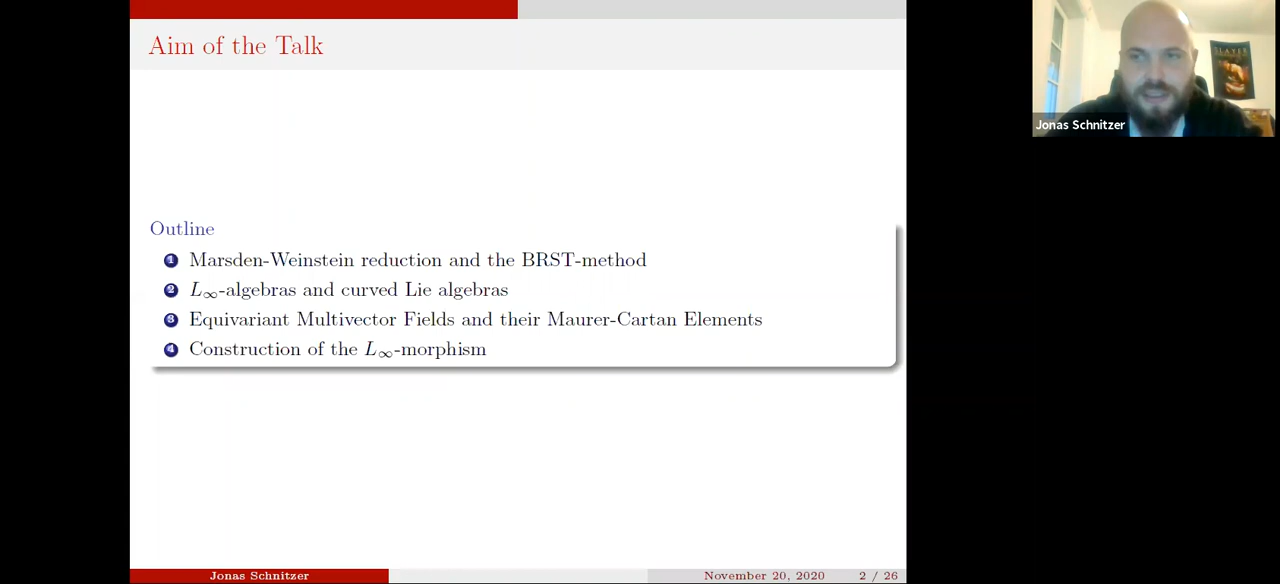 Aim of the Talk
Jonas Schnitzer
Outline
1 Marsden-Weinstein reduction and the BRST-method
2 L∞-algebras and curved Lie algebras
3 Equivariant Multivector Fields and their Maurer-Cartan Elements
4 Construction of the L∞-morphism
Jonas Schnitzer November 20, 2020 2 / 26